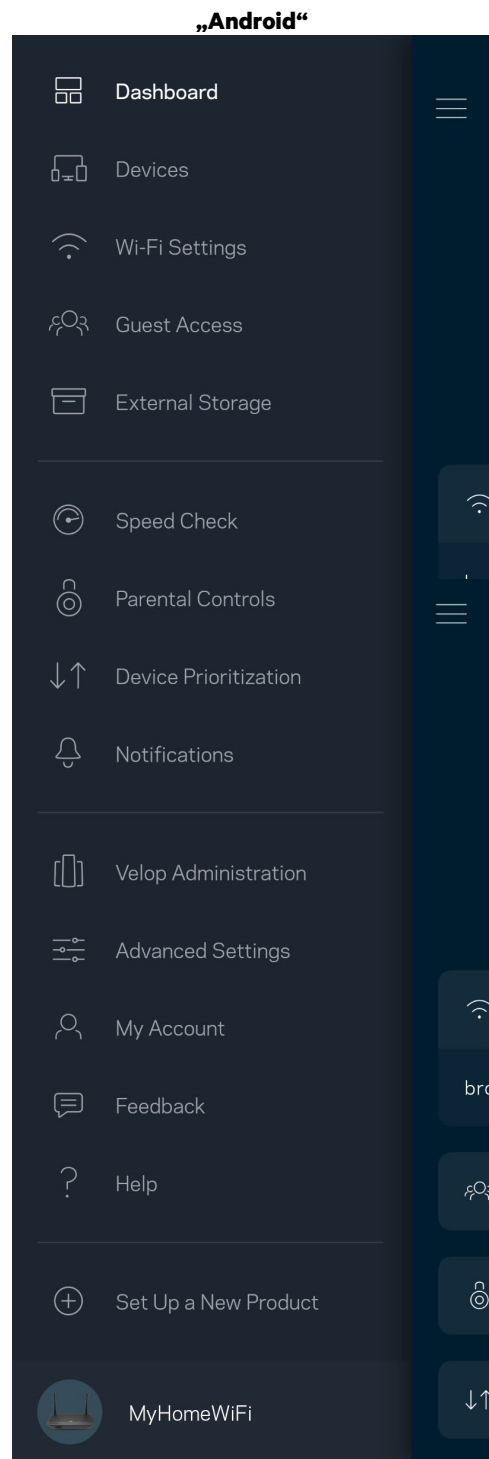 „Android“
Dashboard
Devices
Wi-Fi Settings
Guest Access
External Storage
Speed Check
Parental Controls
Device Prioritization
Notifications
Velop Administration
Advanced Settings
My Account
Feedback
Help
Set Up a New Product
MyHomeWiFi